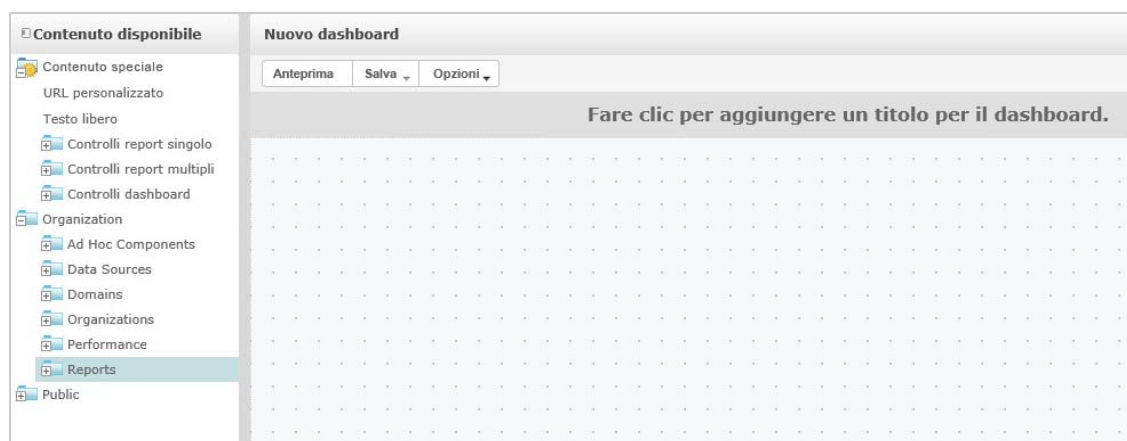 Contenuto disponibile
Contenuto speciale
URL personalizzato
Testo libero
Controlli report singolo
Controlli report multipli
Controlli dashboard
Organization
Ad Hoc Components
Data Sources
Domains
Organizations
Performance
Reports
Public
Nuovo dashboard
Anteprima Salva Opzioni
Fare clic per aggiungere un titolo per il dashboard.